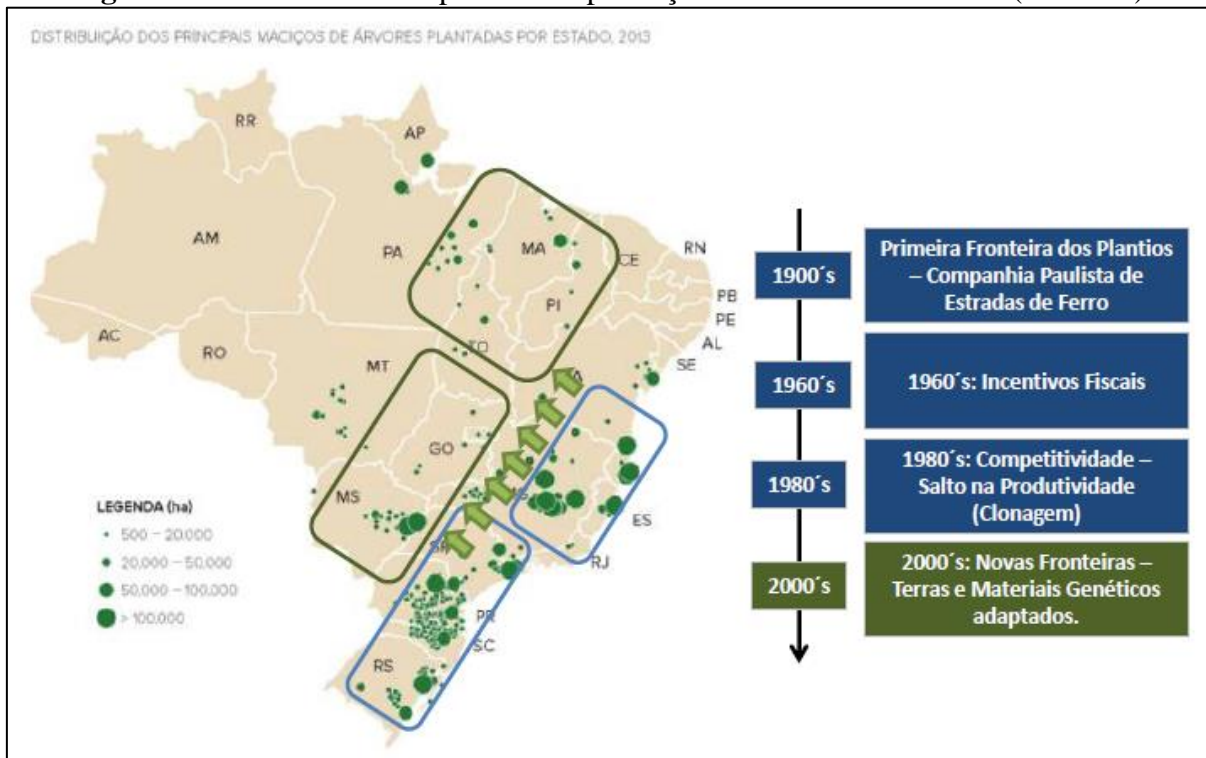 DISTRIBUIÇÃO DOS PRINCIPAIS MACIÇOS DE ÁRVORES PLANTADAS POR ESTADO, 2013
RR
AP
AM
PA
MA
CE
RN
PB
PE
AL
SE
PI
AC
RO
TO
MT
GO
MS
ES
RJ
PR
SC
RS
LEGENDA (ha)
500 – 20.000
20,000 – 50,000
50,000 – 100,000
> 100,000
1900´s
Primeira Fronteira dos Plantios
– Companhia Paulista de
Estradas de Ferro
1960´s
1960´s: Incentivos Fiscais
1980´s
1980´s: Competitividade –
Salto na Produtividade
(Clonagem)
2000´s
2000´s: Novas Fronteiras –
Terras e Materiais Genéticos
adaptados.